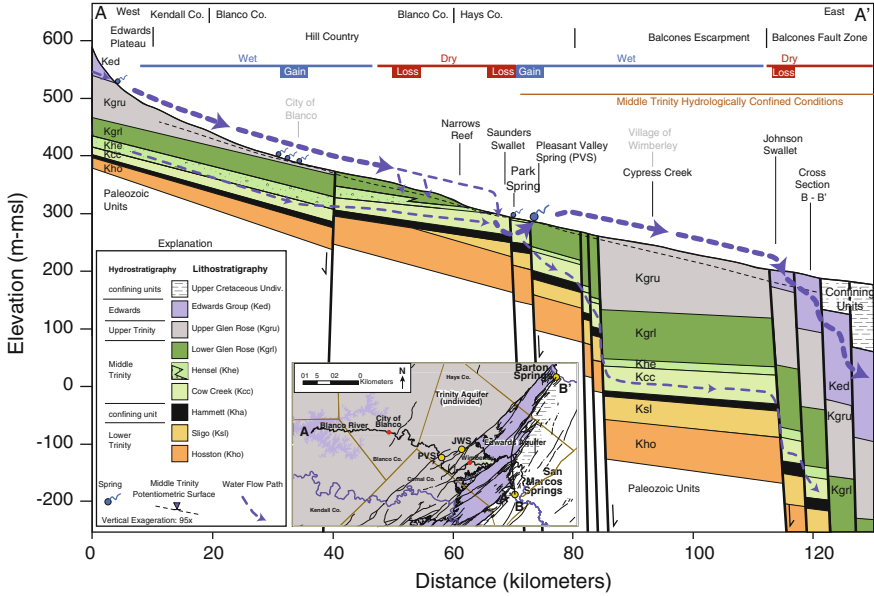 A
West
Kendall Co.
Blanco Co.
Blanco Co.
Hays Co.
East
A'
Edwards
Plateau
Hill Country
Balcones Escarpment
Balcones Fault Zone
Wet
Dry
Wet
Dry
Gain
Loss
Loss
Gain
Loss
Middle Trinity Hydrologically Confined Conditions
City of
Blanco
Narrows
Reef
Saunders
Swallet
Park
Spring
Pleasant Valley
Spring (PVS)
Village of
Wimberley
Cypress Creek
Johnson
Swallet
Cross
Section
B - B'
Ked
Kgru
Kgrl
Khe
Kcc
Kho
Paleozoic
Units
Kgru
Kgrl
Khe
Kcc
Ksl
Kho
Paleozoic Units
Confining
Units
Ked
Kgru
Kgrl
Elevation (m-msl)
600
500
400
300
200
100
0
-100
-200
0
20
40
60
80
100
120
Distance (kilometers)
Explanation
Hydrostratigraphy
Lithostratigraphy
confining units
Upper Cretaceous Undiv.
Edwards
Edwards Group (Ked)
Upper Trinity
Upper Glen Rose (Kgru)
Lower Glen Rose (Kgrl)
Middle
Trinity
Hensel (Khe)
Cow Creek (Kcc)
confining unit
Hammett (Kha)
Lower
Trinity
Sligo (Ksl)
Hosston (Kho)
Spring
Middle Trinity
Potentiometric Surface
Water Flow Path
Vertical Exageration: 95x
Kilometers
N
Hays Co.
Barton
Springs
B'
Trinity Aquifer
(undivided)
A
Blanco River
City of
Blanco
JWS
PVS
Edwards Aquifer
Blanco Co.
Comal Co.
Kendall Co.
San
Marcos
Springs
B